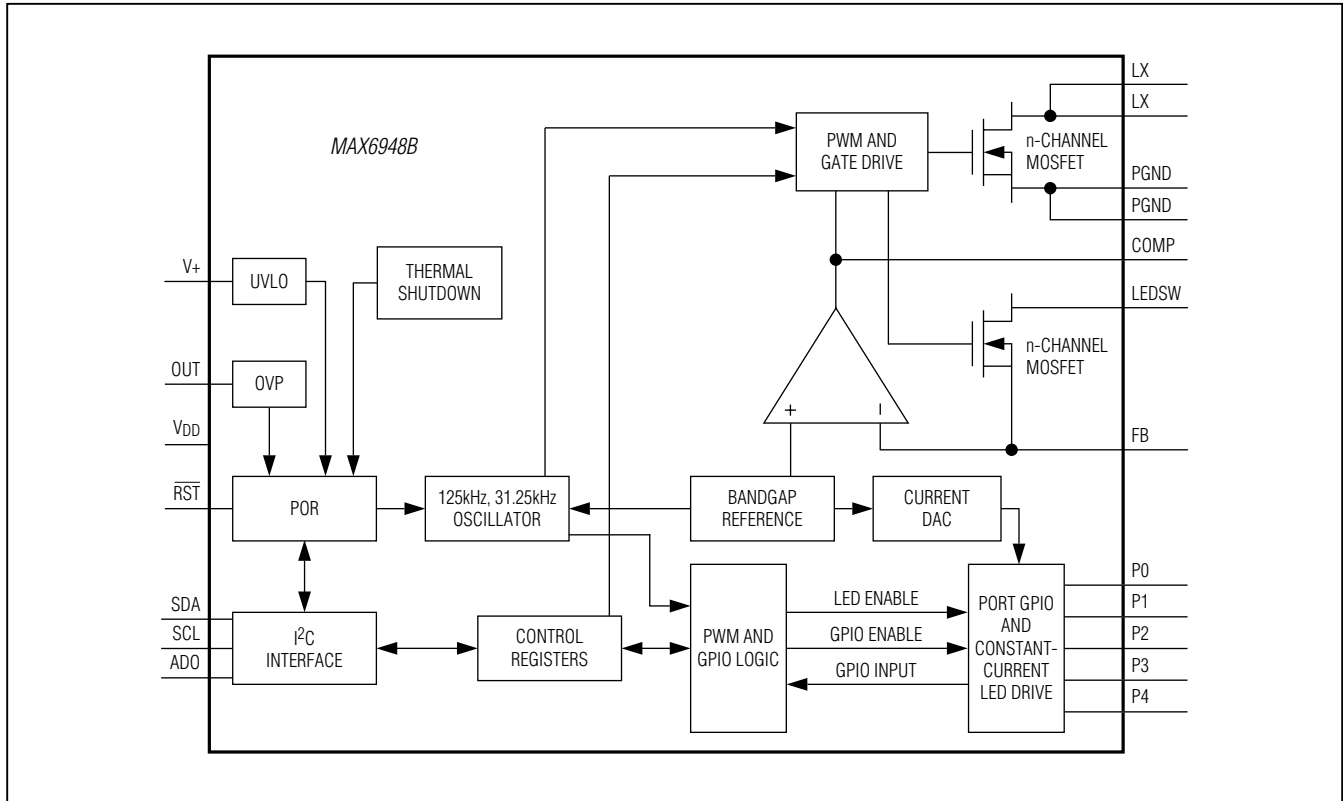 MAX6948B
LX
LX
PWM AND
GATE DRIVE
n-CHANNEL
MOSFET
PGND
PGND
COMP
V+
UVLO
THERMAL
SHUTDOWN
LEDSW
n-CHANNEL
MOSFET
OUT
OVP
+
−
FB
VDD
RST
POR
125kHz, 31.25kHz
OSCILLATOR
BANDGAP
REFERENCE
CURRENT
DAC
SDA
SCL
ADO
I2C
INTERFACE
CONTROL
REGISTERS
PWM AND
GPIO LOGIC
LED ENABLE
GPIO ENABLE
GPIO INPUT
PORT GPIO
AND
CONSTANT-
CURRENT
LED DRIVE
P0
P1
P2
P3
P4